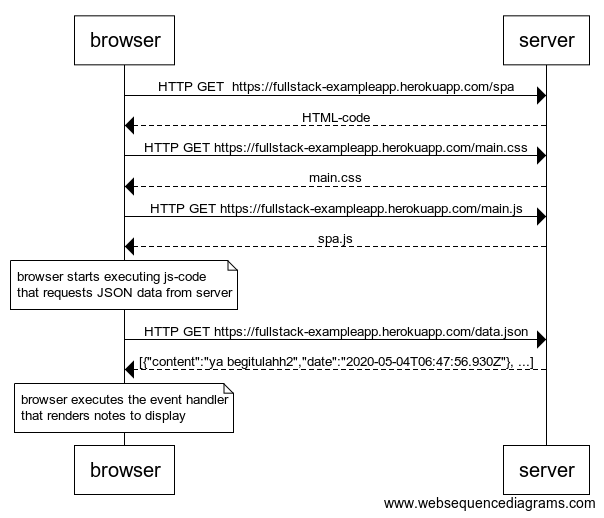 browser
server
HTTP GET  https://fullstack-exampleapp.herokuapp.com/spa
HTML-code
HTTP GET https://fullstack-exampleapp.herokuapp.com/main.css
main.css
HTTP GET https://fullstack-exampleapp.herokuapp.com/main.js
spa.js
browser starts executing js-code
that requests JSON data from server
HTTP GET https://fullstack-exampleapp.herokuapp.com/data.json
[{"content":"ya begitulahh2","date":"2020-05-04T06:47:56.930Z"}, ...]
browser executes the event handler
that renders notes to display
browser
server
www.websequencediagrams.com